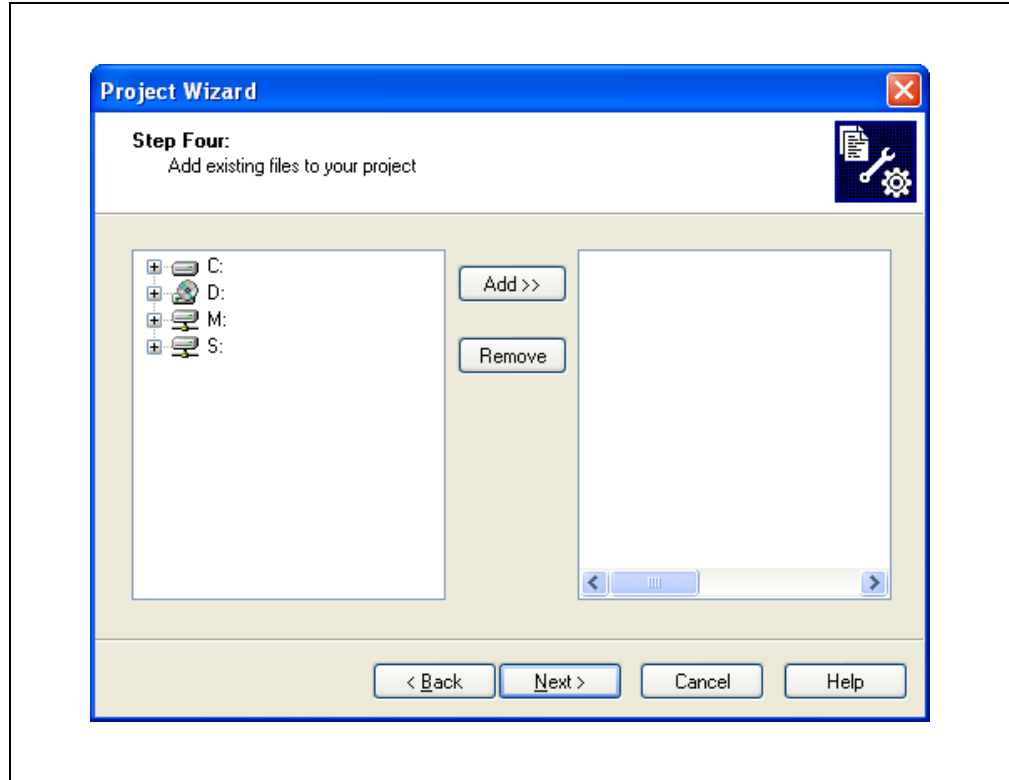 Project Wizard
Step Four:
Add existing files to your project
C:
D:
M:
S:
Add >>
Remove
< Back
Next >
Cancel
Help